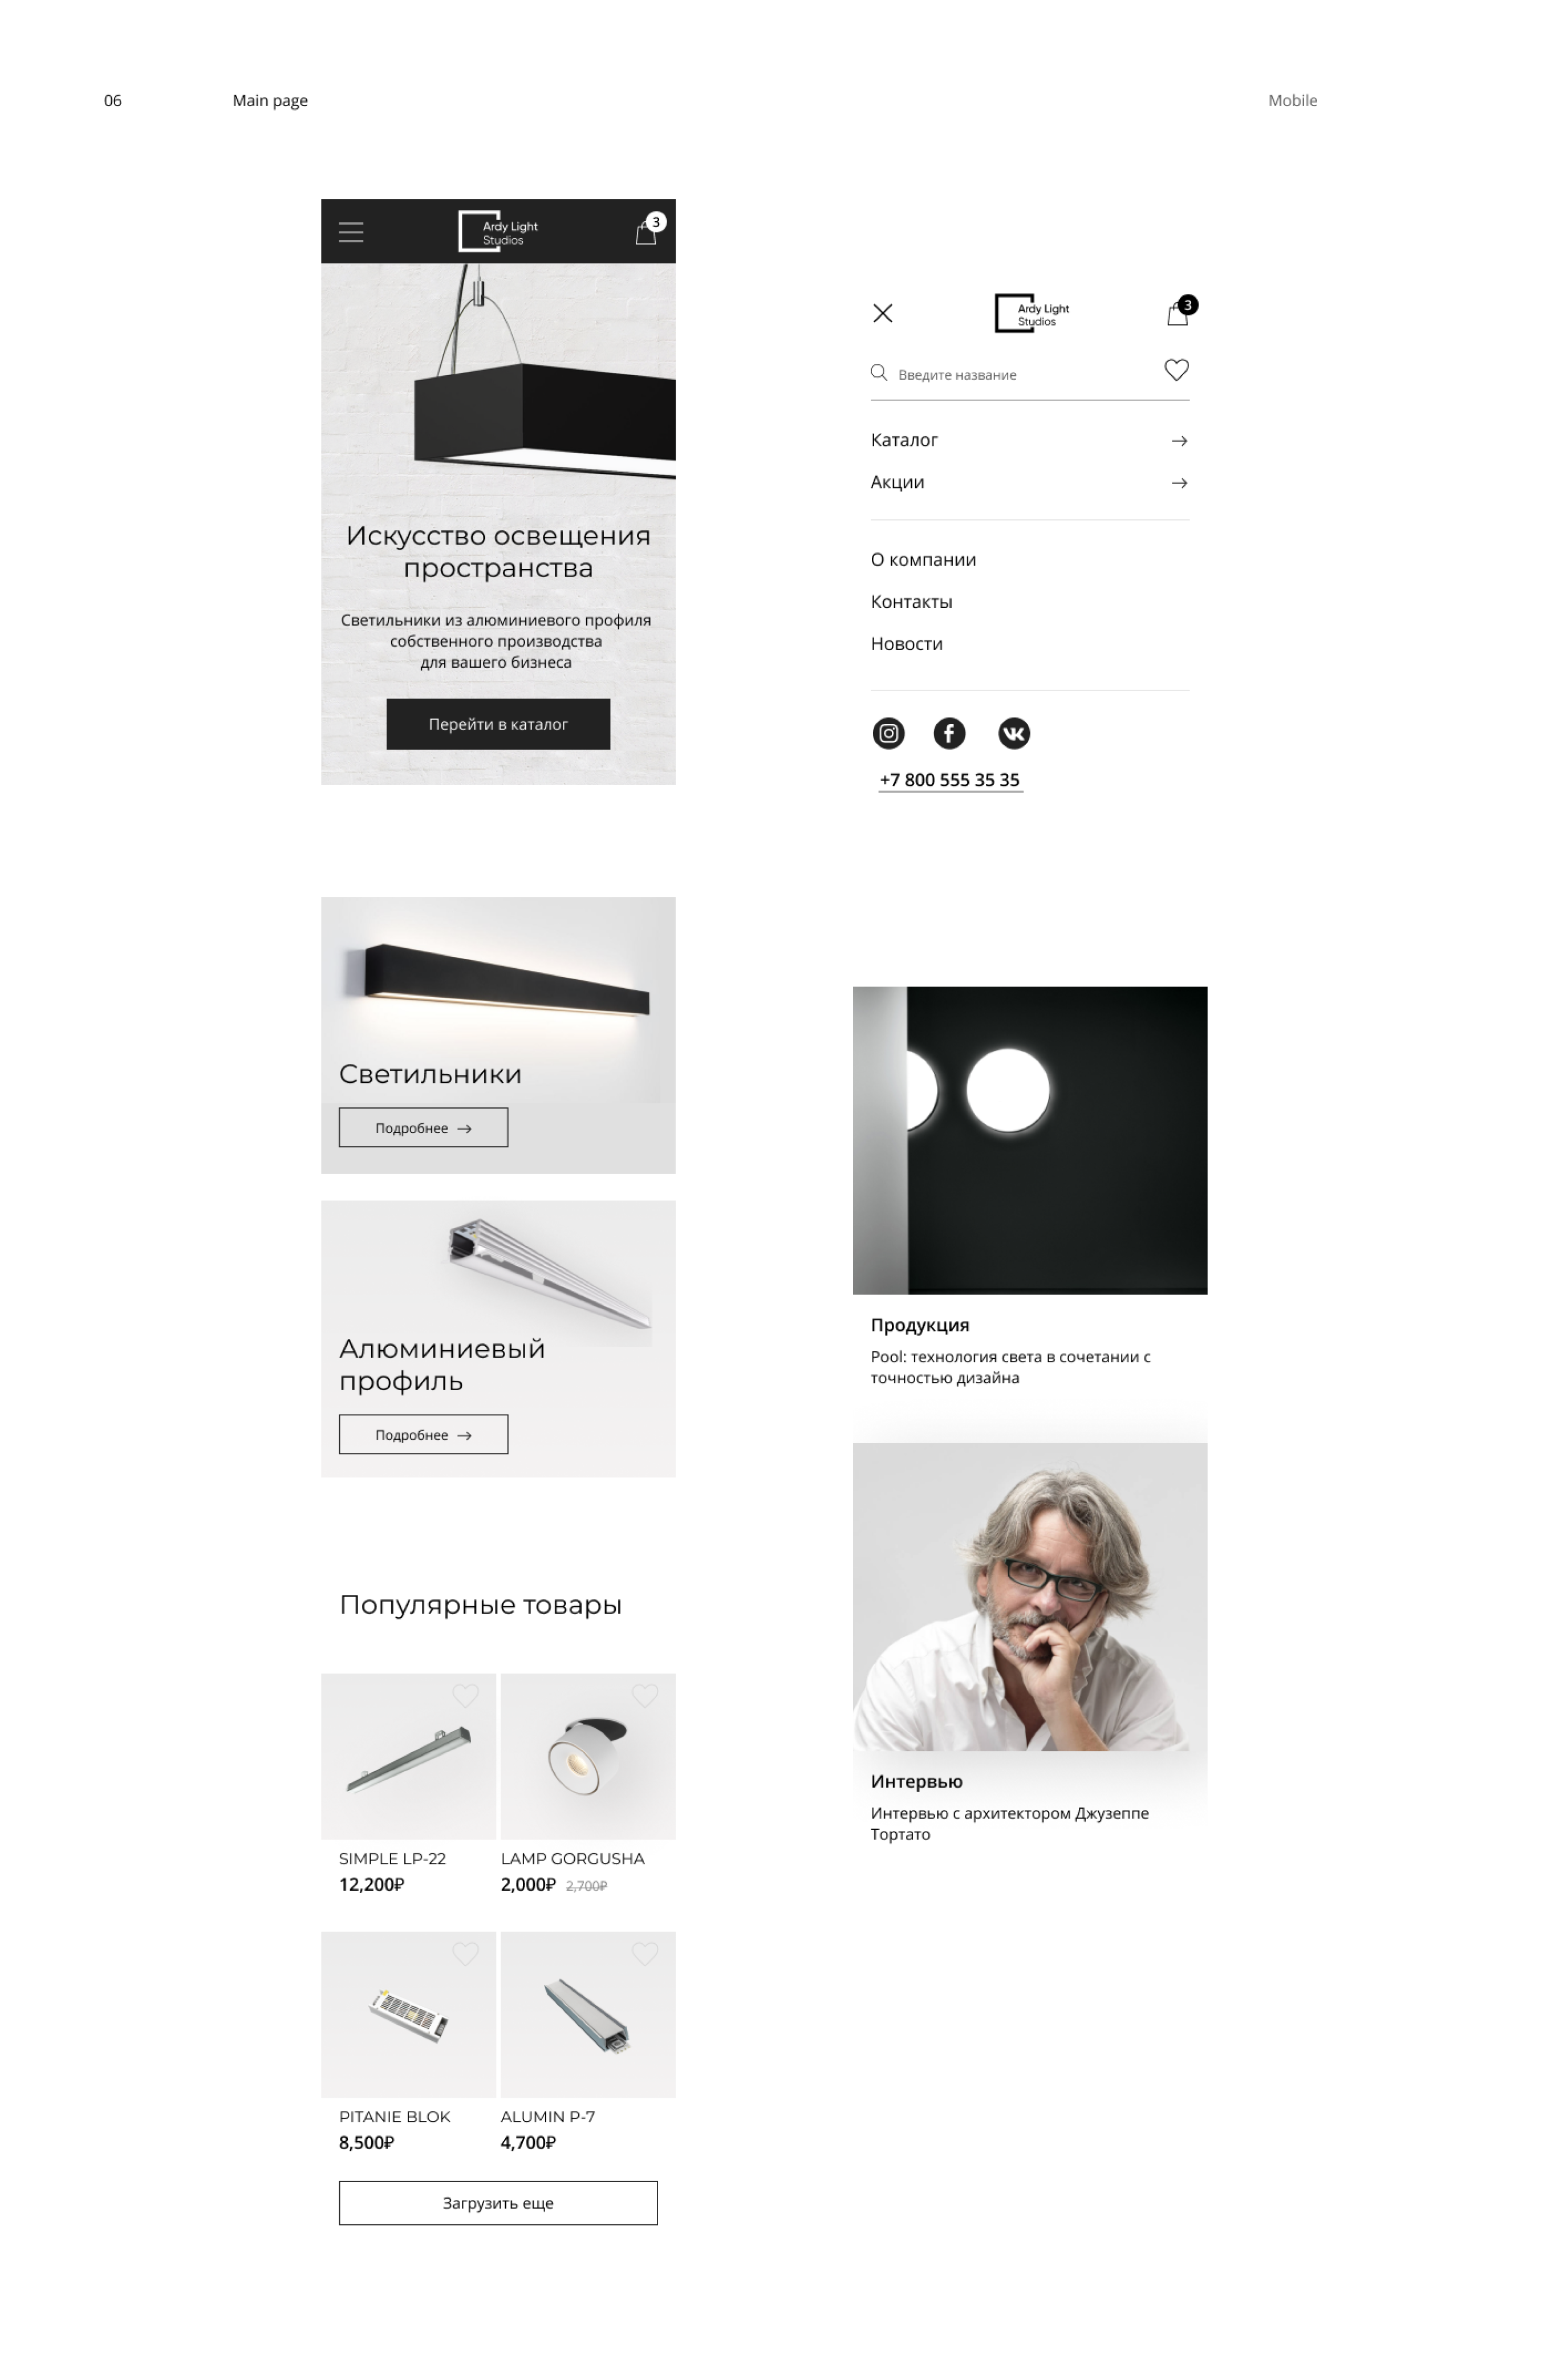 06
Main page
Mobile
Ardy Light
Studios
3
Искусство освещения
пространства
Светильники из алюминиевого профиля
собственного производства
для вашего бизнеса
Перейти в каталог
Ardy Light
Studios
3
Введите название
Каталог
Акции
О компании
Контакты
Новости
+7 800 555 35 35
Светильники
Подробнее
Алюминиевый
профиль
Подробнее
Популярные товары
SIMPLE LP-22
12,200₽
LAMP GORGUSHA
2,000₽ 2,700₽
PITANIE BLOK
8,500₽
ALUMIN P-7
4,700₽
Загрузить еще
Продукция
Pool: технология света в сочетании с
точностью дизайна
Интервью
Интервью с архитектором Джузеппе
Тортато